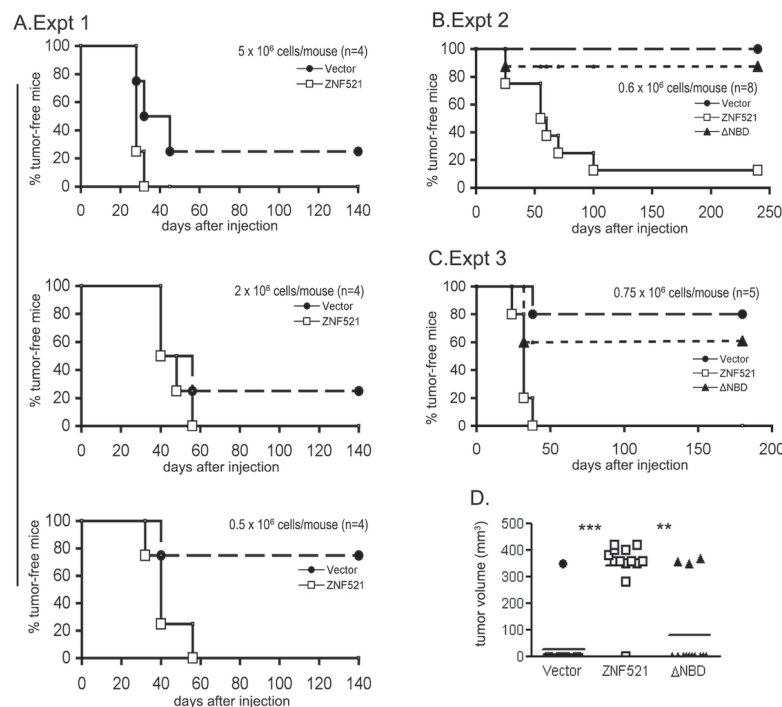 A.Expt 1
5 x 10⁶ cells/mouse (n=4)
Vector
ZNF521
% tumor-free mice
100
80
60
40
20
0
0 20 40 60 80 100 120 140
days after injection
2 x 10⁶ cells/mouse (n=4)
Vector
ZNF521
% tumor-free mice
100
80
60
40
20
0
0 20 40 60 80 100 120 140
days after injection
0.5 x 10⁶ cells/mouse (n=4)
Vector
ZNF521
% tumor-free mice
100
80
60
40
20
0
0 20 40 60 80 100 120 140
days after injection
B. Expt 2
0.6 x 10⁶ cells/mouse (n=8)
Vector
ZNF521
ΔNBD
% tumor-free mice
100
80
60
40
20
0
0 50 100 150 200 250
days after injection
C.Expt 3
0.75 x 10⁶ cells/mouse (n=5)
Vector
ZNF521
ΔNBD
% tumor-free mice
100
80
60
40
20
0
0 50 100 150 200
days after injection
D.
*** **
tumor volume (mm³)
500
400
300
200
100
0
Vector ZNF521 ΔNBD